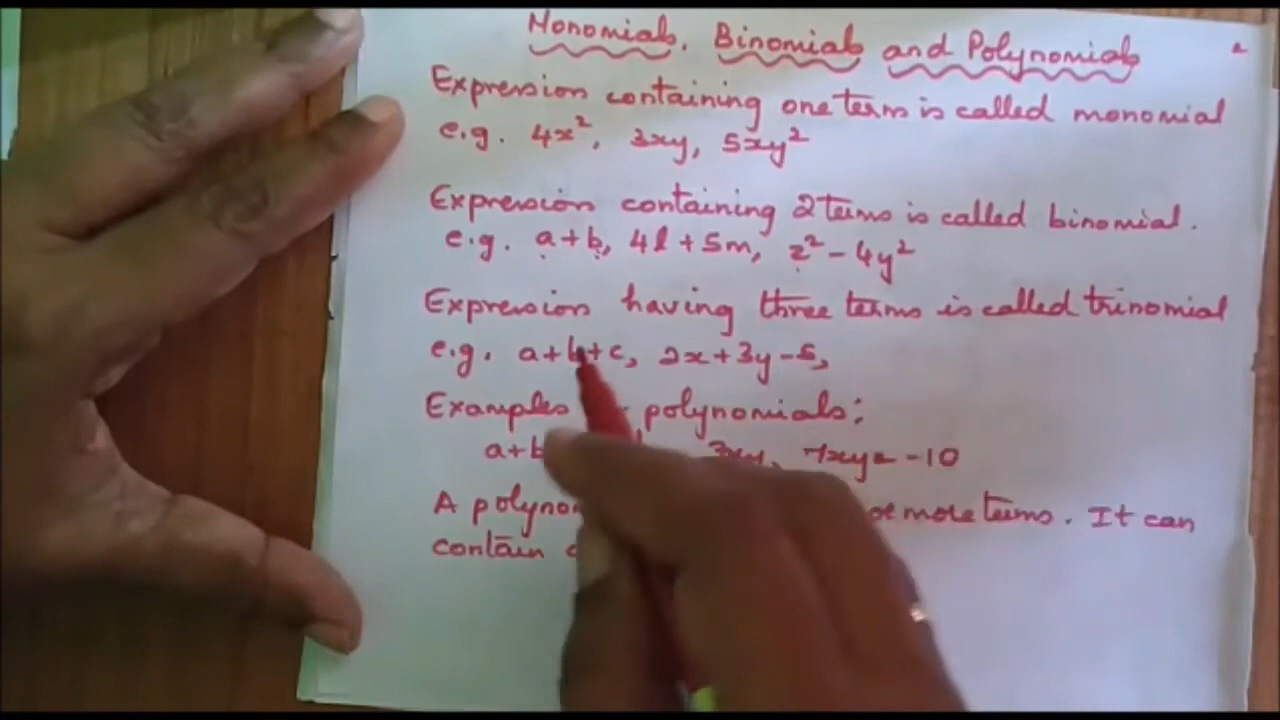 Monomials, Binomials and Polynomials
Expression containing one term is called monomial
e.g. 4x², 3xy, 5xy²
Expression containing 2 terms is called binomial.
e.g. a+b, 4l+5m, z²-4y²
Expression having three terms is called trinomial
e.g. a+b+c, 2x+3y-5,
Examples polynomials:
a+b 3xy, 7xyz-10
A or more terms. It can
contain